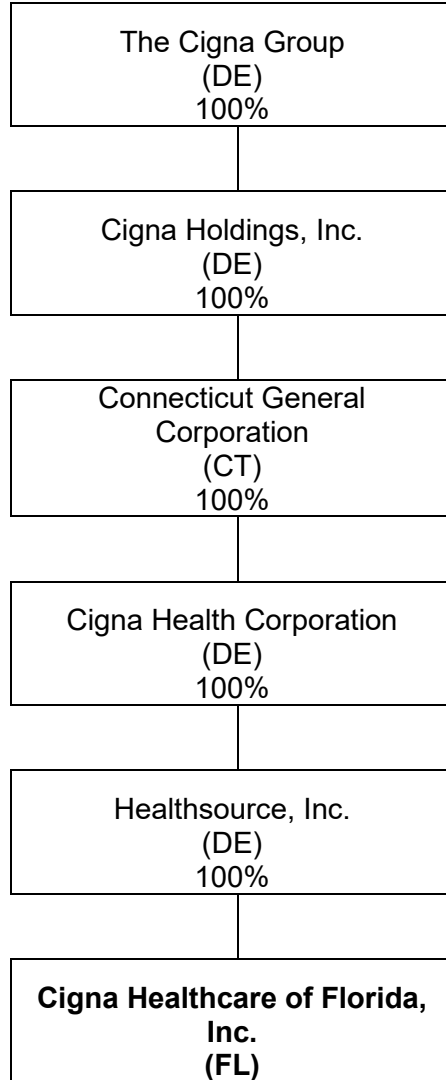 The Cigna Group
(DE)
100%
Cigna Holdings, Inc.
(DE)
100%
Connecticut General
Corporation
(CT)
100%
Cigna Health Corporation
(DE)
100%
Healthsource, Inc.
(DE)
100%
Cigna Healthcare of Florida,
Inc.
(FL)